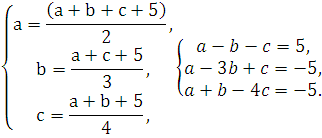 a = (a + b + c + 5)/2,
b = (a + c + 5)/3,
c = (a + b + 5)/4,
a − b − c = 5,
a − 3b + c = −5,
a + b − 4c = −5.